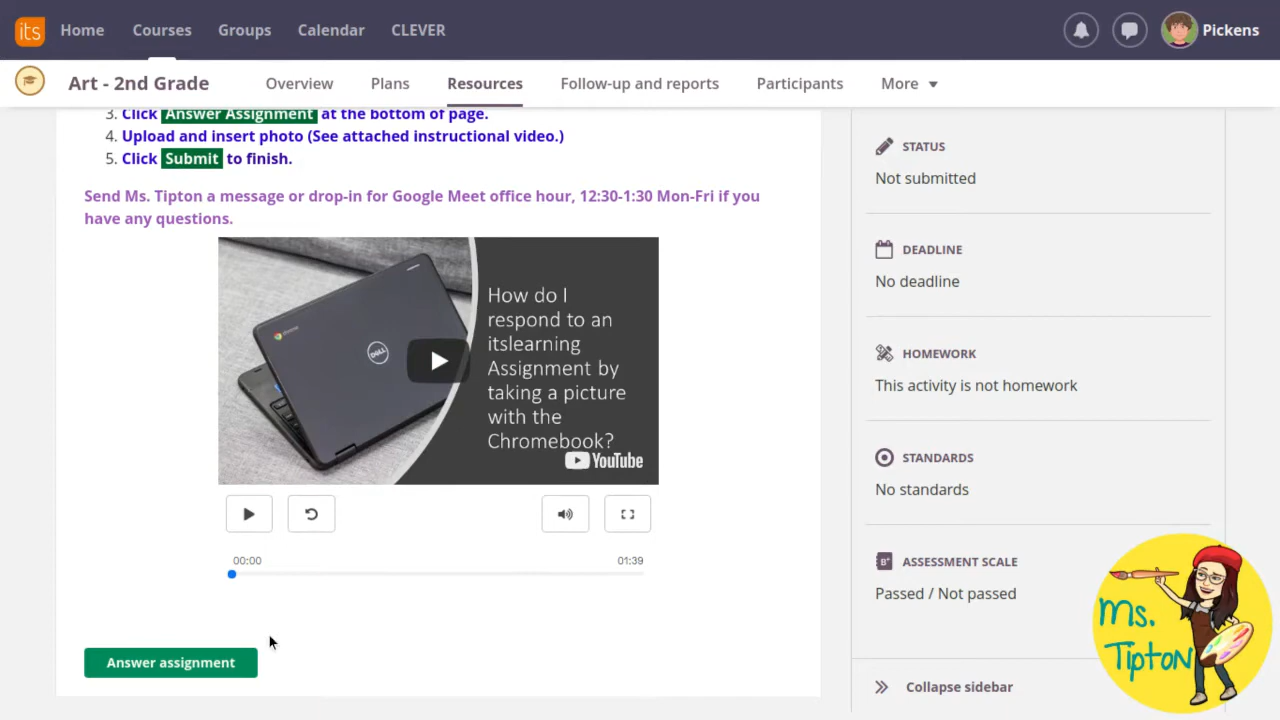 its Home Courses Groups Calendar CLEVER Pickens
Art - 2nd Grade Overview Plans Resources Follow-up and reports Participants More
3. Click Answer Assignment at the bottom of page.
4. Upload and insert photo (See attached instructional video.)
5. Click Submit to finish.
Send Ms. Tipton a message or drop-in for Google Meet office hour, 12:30-1:30 Mon-Fri if you
have any questions.
chrome
DELL
How do I
respond to an
itslearning
Assignment by
taking a picture
with the
Chromebook?
YouTube
00:00 01:39
Answer assignment
STATUS
Not submitted
DEADLINE
No deadline
HOMEWORK
This activity is not homework
STANDARDS
No standards
ASSESSMENT SCALE
Passed / Not passed
Collapse sidebar
Ms.
Tipton